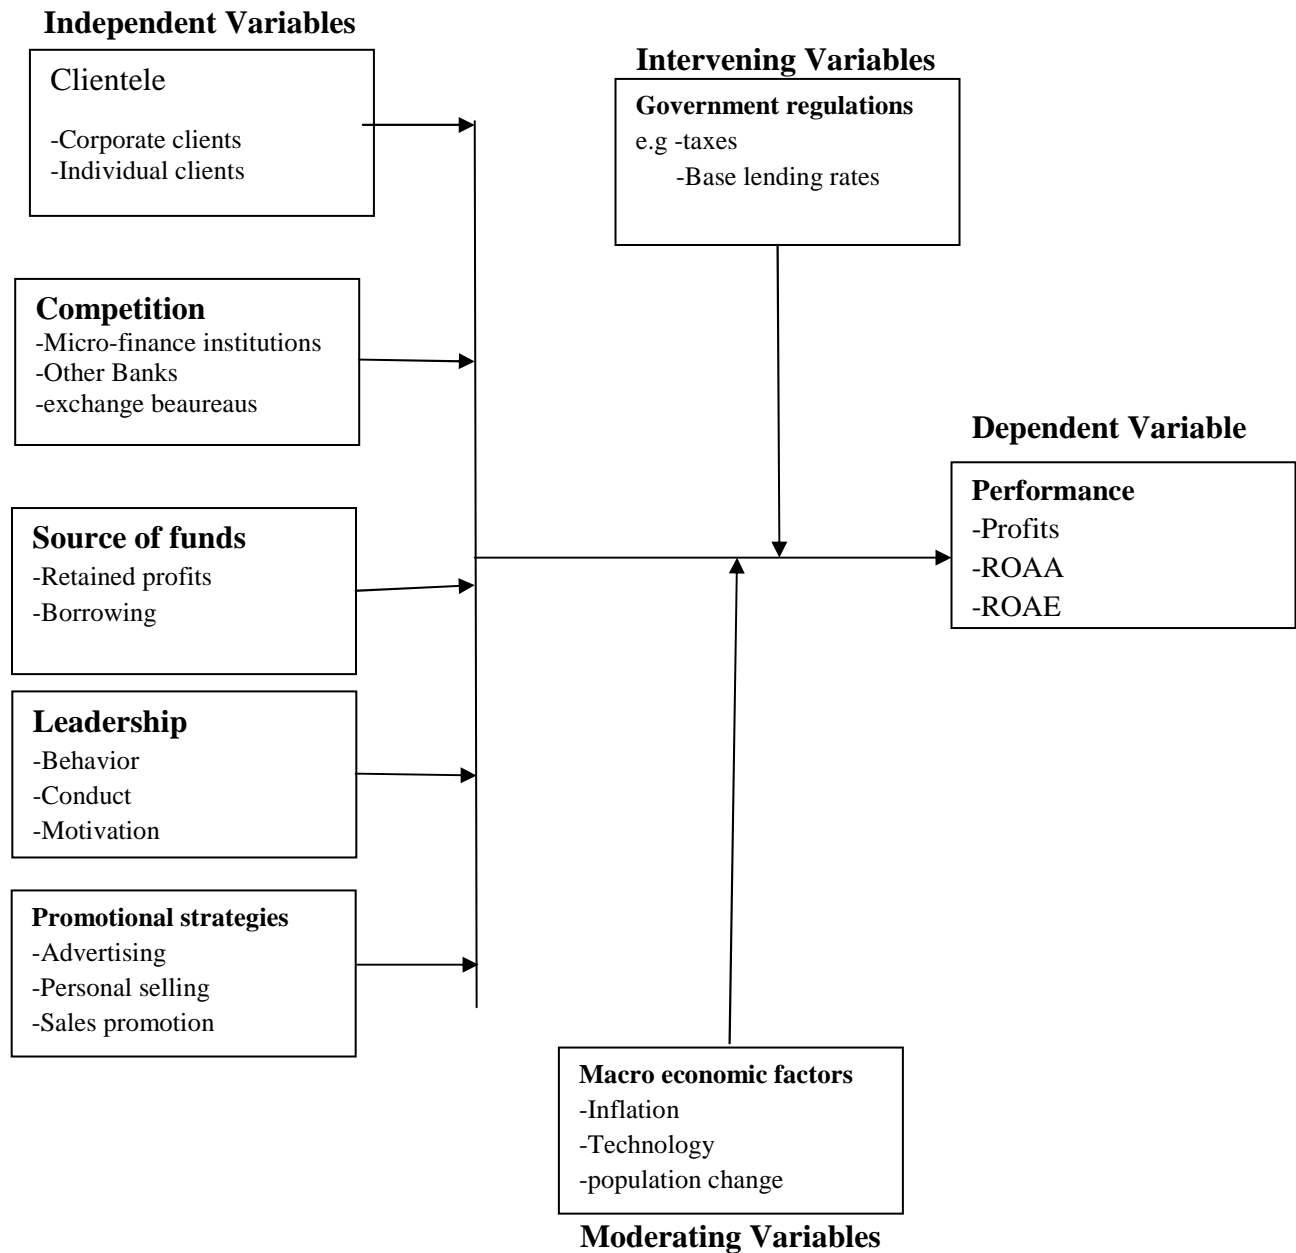 Independent Variables
Clientele
-Corporate clients
-Individual clients
Competition
-Micro-finance institutions
-Other Banks
-exchange beaureaus
Source of funds
-Retained profits
-Borrowing
Leadership
-Behavior
-Conduct
-Motivation
Promotional strategies
-Advertising
-Personal selling
-Sales promotion
Intervening Variables
Government regulations
e.g -taxes
-Base lending rates
Dependent Variable
Performance
-Profits
-ROAA
-ROAE
Macro economic factors
-Inflation
-Technology
-population change
Moderating Variables